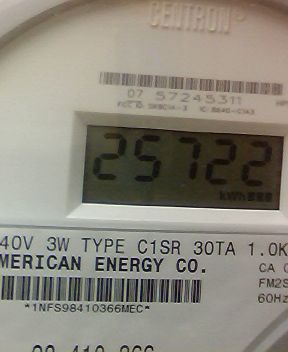 CENTRON®
07 57245311
25722
kWh
40V 3W TYPE C1SR 30TA 1.0K
MERICAN ENERGY CO.
CA
FM2S
60Hz
*1NFS98410366MEC*